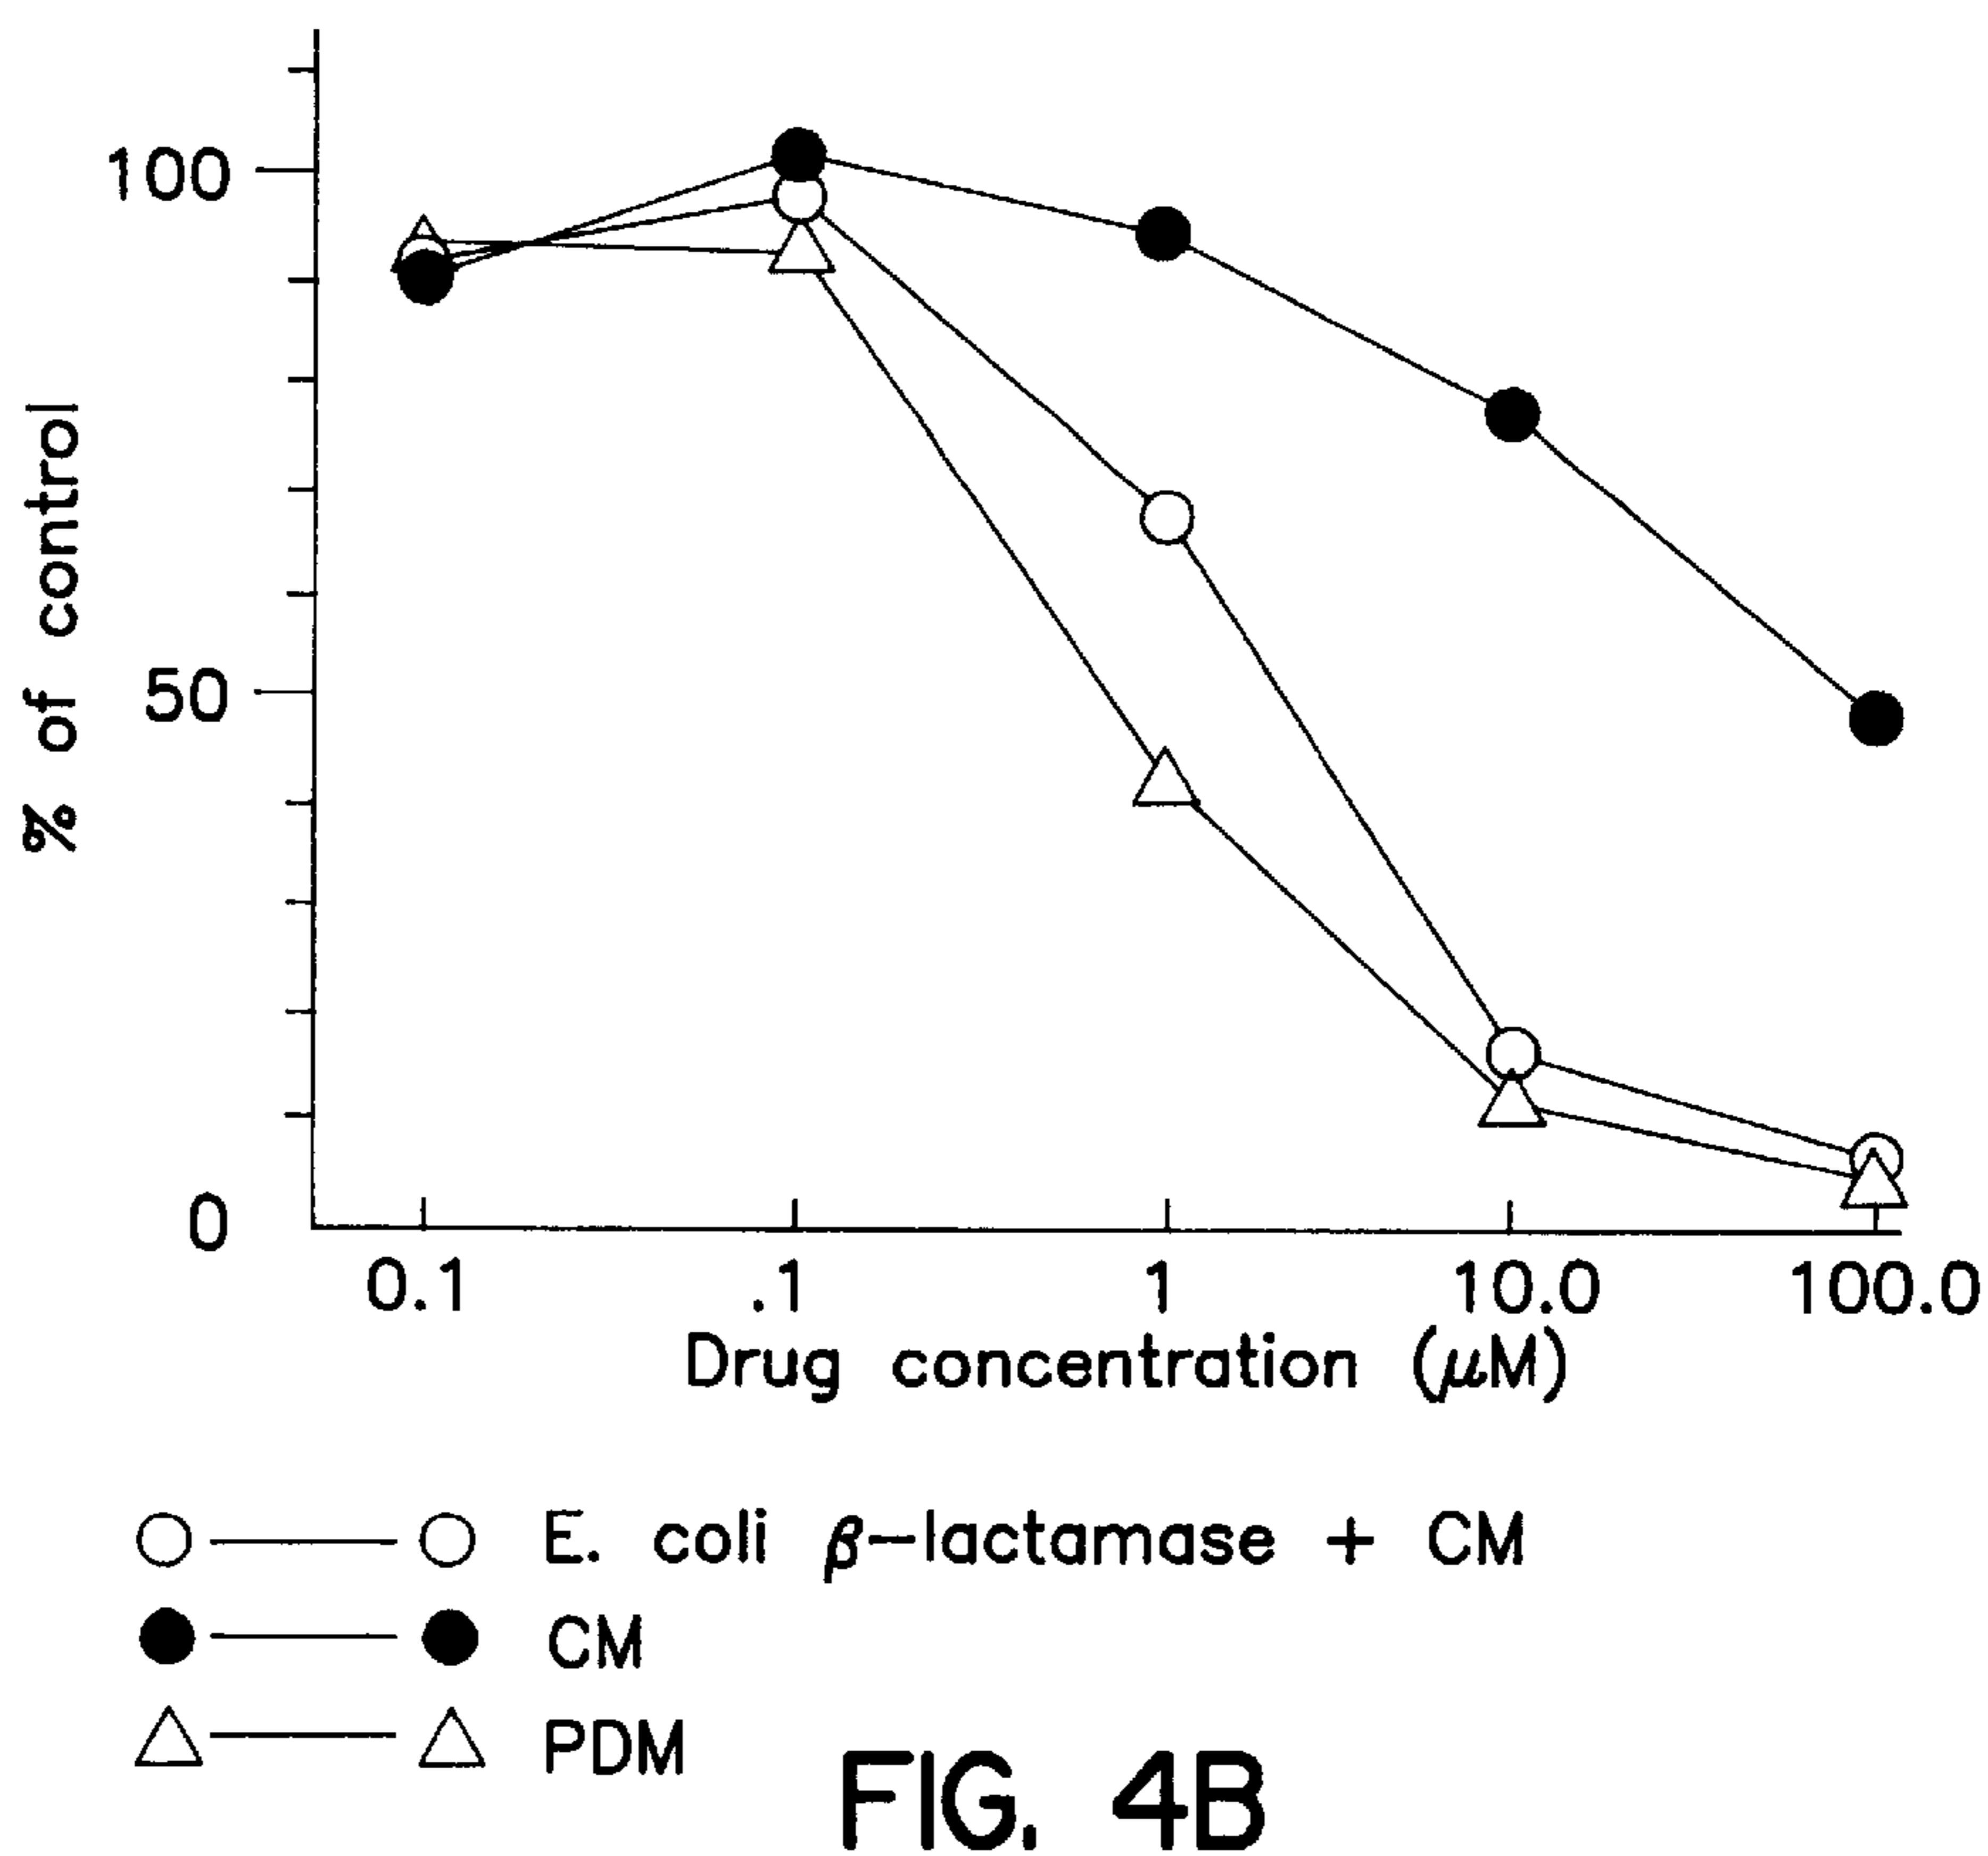 100
50
0
% of control
0.1 .1 1 10.0 100.0
Drug concentration (μM)
E. coli β-lactamase + CM
CM
PDM
FIG. 4B